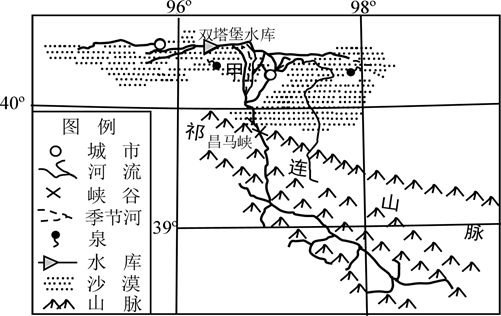 96° 98°
双塔堡水库
甲
40°
祁
昌马峡
连
山
脉
39°
98°
图 例
城 市
河 流
峡 谷
季节河
泉
水 库
沙 漠
山 脉